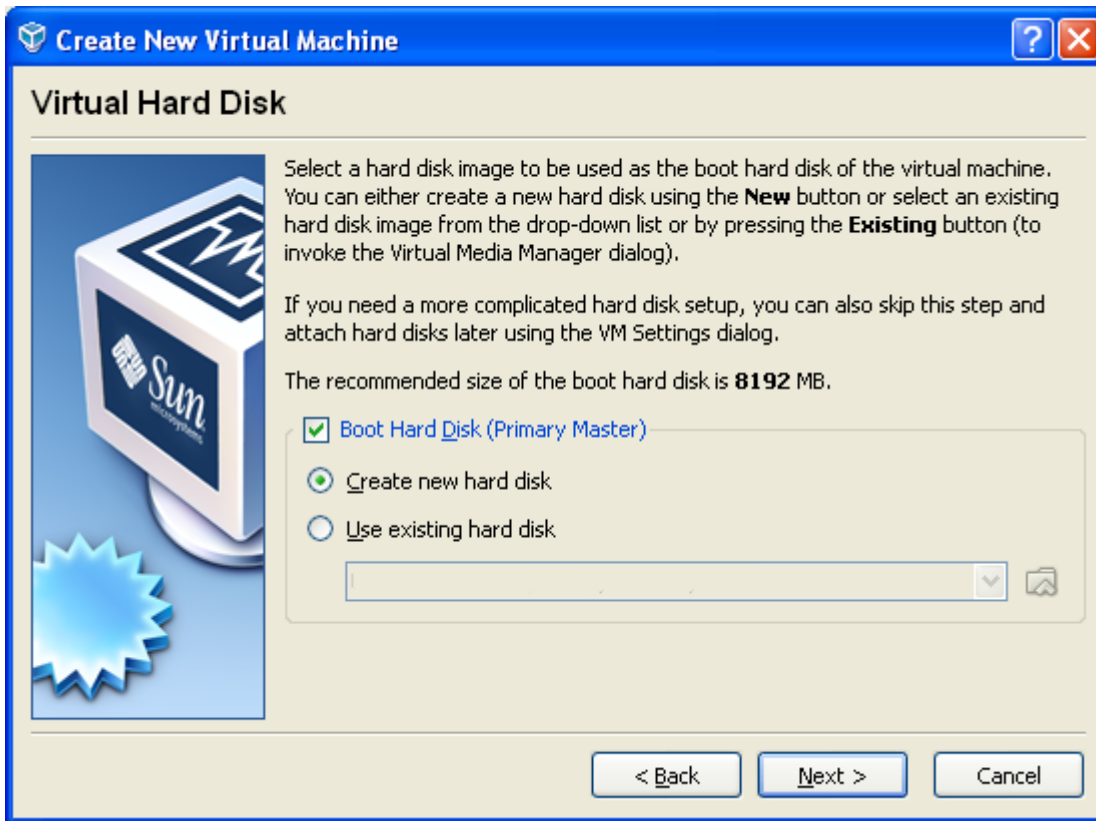 Create New Virtual Machine
?
Virtual Hard Disk
Select a hard disk image to be used as the boot hard disk of the virtual machine.
You can either create a new hard disk using the New button or select an existing
hard disk image from the drop-down list or by pressing the Existing button (to
invoke the Virtual Media Manager dialog).
If you need a more complicated hard disk setup, you can also skip this step and
attach hard disks later using the VM Settings dialog.
The recommended size of the boot hard disk is 8192 MB.
Sun
microsystems
Boot Hard Disk (Primary Master)
Create new hard disk
Use existing hard disk
< Back
Next >
Cancel